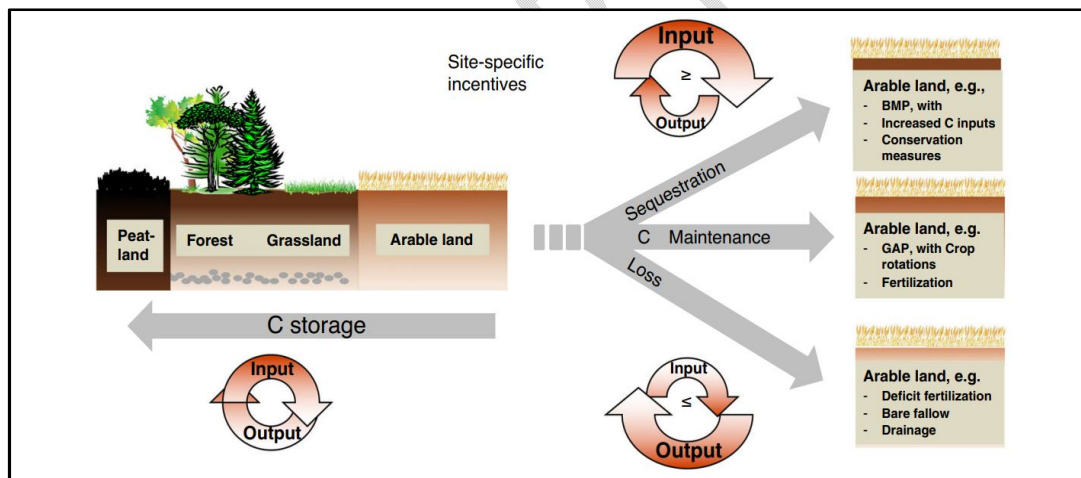 Site-specific
incentives
Input
≥
Output
Peat-
land
Forest
Grassland
Arable land
C storage
Input
Output
Sequestration
C Maintenance
Loss
Input
≤
Output
Arable land, e.g.,
- BMP, with
- Increased C inputs
- Conservation
measures
Arable land, e.g.
- GAP, with Crop
rotations
- Fertilization
Arable land, e.g.
- Deficit fertilization
- Bare fallow
- Drainage